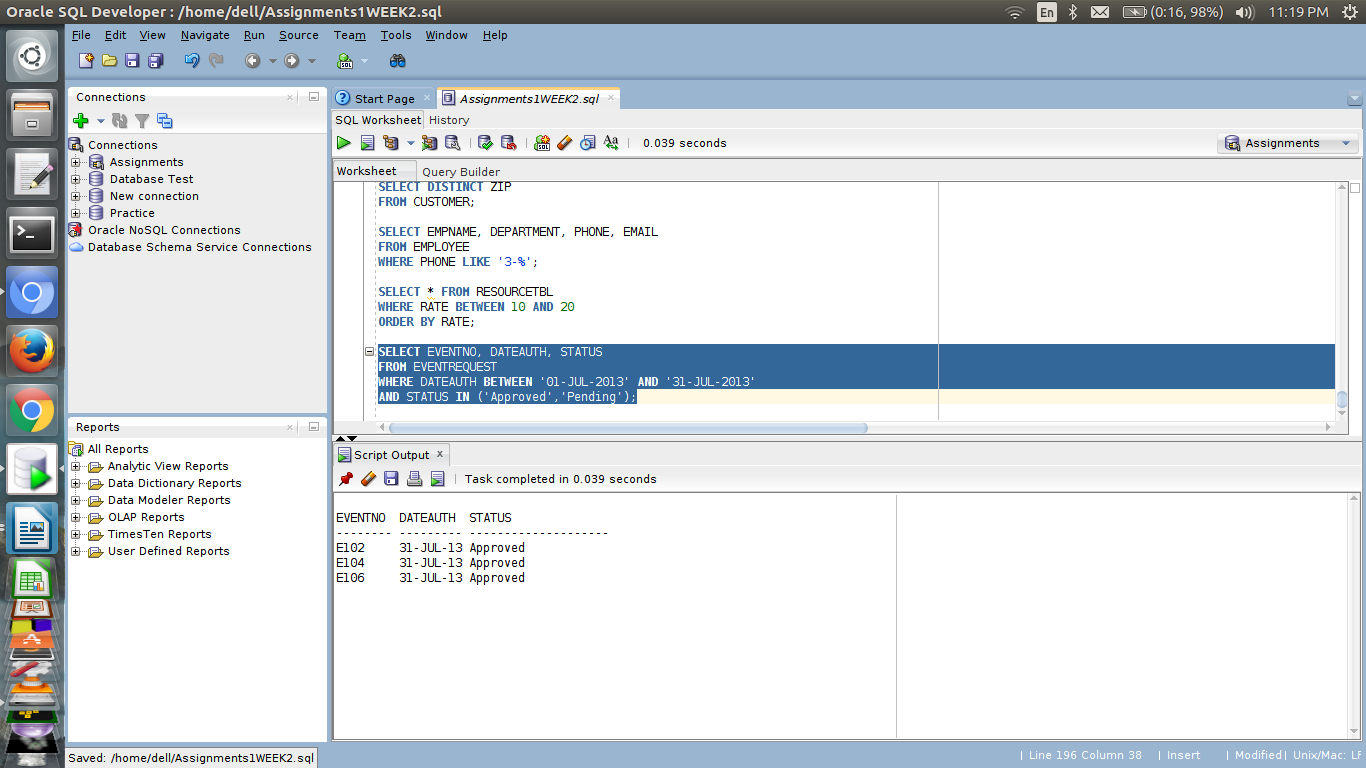 Oracle SQL Developer : /home/dell/Assignments1WEEK2.sql
En
(0:16, 98%)
11:19 PM
File Edit View Navigate Run Source Team Tools Window Help
Connections
Connections
Assignments
Database Test
New connection
Practice
Oracle NoSQL Connections
Database Schema Service Connections
Reports
All Reports
Analytic View Reports
Data Dictionary Reports
Data Modeler Reports
OLAP Reports
TimesTen Reports
User Defined Reports
Start Page
Assignments1WEEK2.sql
SQL Worksheet History
0.039 seconds
Assignments
Worksheet Query Builder
SELECT DISTINCT ZIP
FROM CUSTOMER;
SELECT EMPNAME, DEPARTMENT, PHONE, EMAIL
FROM EMPLOYEE
WHERE PHONE LIKE '3-%';
SELECT * FROM RESOURCETBL
WHERE RATE BETWEEN 10 AND 20
ORDER BY RATE;
SELECT EVENTNO, DATEAUTH, STATUS
FROM EVENTREQUEST
WHERE DATEAUTH BETWEEN '01-JUL-2013' AND '31-JUL-2013'
AND STATUS IN ('Approved','Pending');
Script Output
Task completed in 0.039 seconds
EVENTNO DATEAUTH STATUS
-------- --------- --------------------
E102 31-JUL-13 Approved
E104 31-JUL-13 Approved
E106 31-JUL-13 Approved
Saved: /home/dell/Assignments1WEEK2.sql
| Line 196 Column 38 | Insert | Modified | Unix/Mac: LF